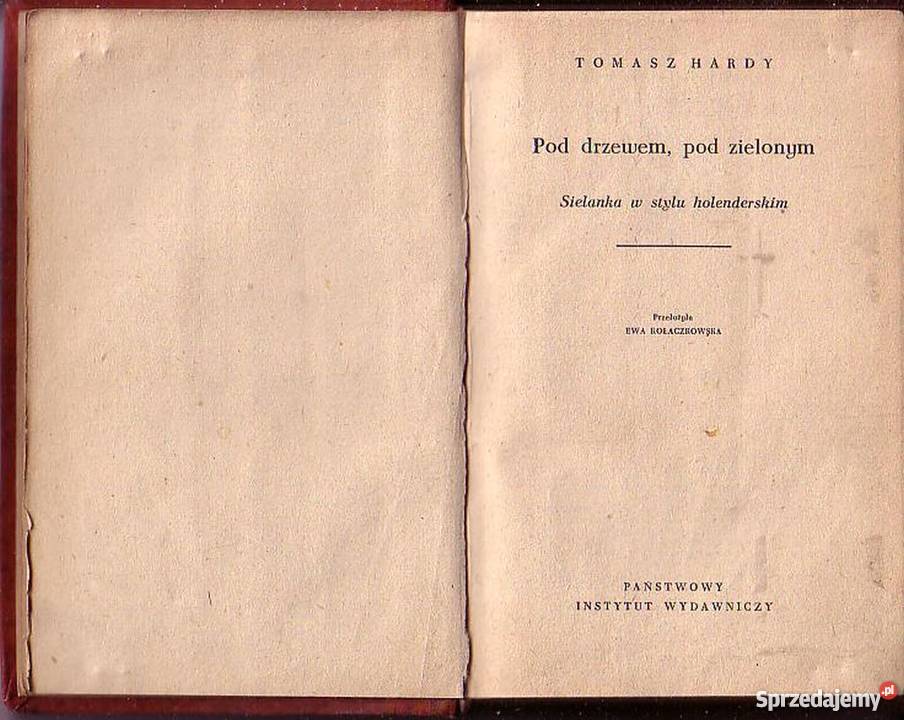 TOMASZ HARDY
Pod drzewem, pod zielonym
Sielanka w stylu holenderskim
Przełożyła
EWA KOŁACZKOWSKA
PAŃSTWOWY
INSTYTUT WYDAWNICZY
Sprzedajemy.pl